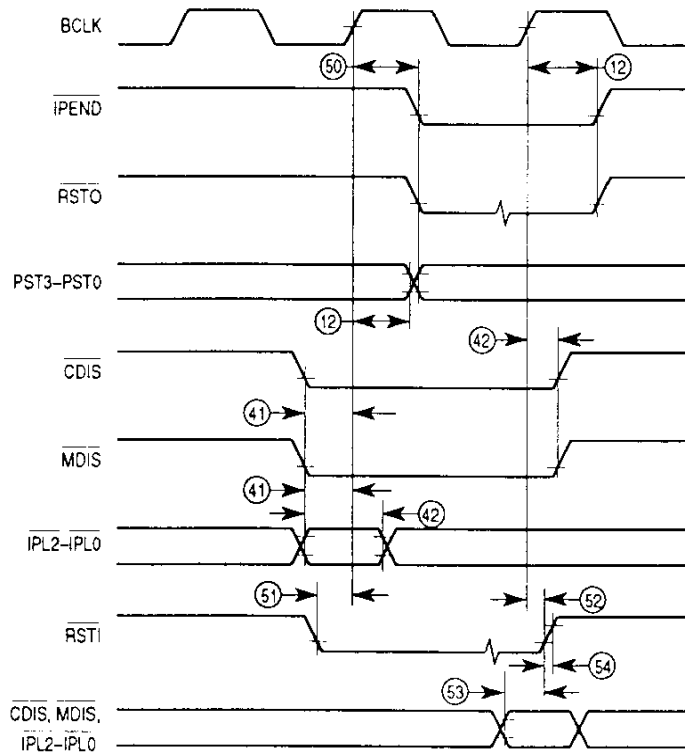 BCLK
50
12
IPEND
RSTO
PST3–PST0
12
42
CDIS
41
MDIS
41
42
IPL2–IPL0
51
52
RSTI
54
53
CDIS, MDIS,
IPL2–IPL0